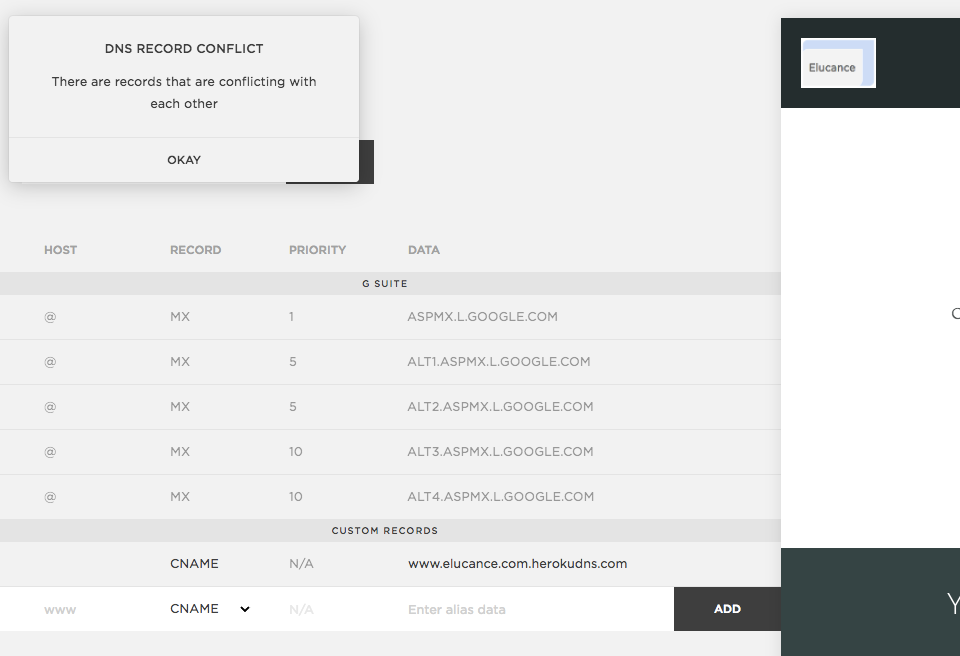 DNS RECORD CONFLICT
There are records that are conflicting with
each other
OKAY
Elucance
HOST RECORD PRIORITY DATA
G SUITE
@ MX 1 ASPMX.L.GOOGLE.COM
@ MX 5 ALT1.ASPMX.L.GOOGLE.COM
@ MX 5 ALT2.ASPMX.L.GOOGLE.COM
@ MX 10 ALT3.ASPMX.L.GOOGLE.COM
@ MX 10 ALT4.ASPMX.L.GOOGLE.COM
CUSTOM RECORDS
CNAME N/A www.elucance.com.herokudns.com
www CNAME N/A Enter alias data ADD